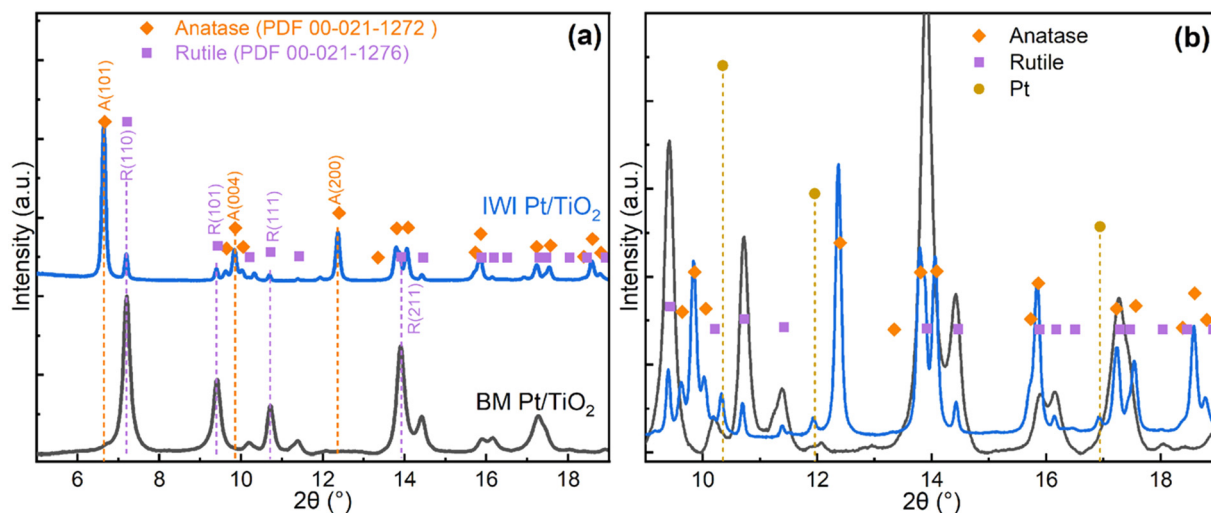 Anatase (PDF 00-021-1272 )
Rutile (PDF 00-021-1276)
(a)
A(101)
R(110)
R(101)
A(004)
R(111)
A(200)
R(211)
IWI Pt/TiO₂
BM Pt/TiO₂
Intensity (a.u.)
6 8 10 12 14 16 18
2θ (°)
(b)
Anatase
Rutile
Pt
Intensity (a.u.)
10 12 14 16 18
2θ (°)